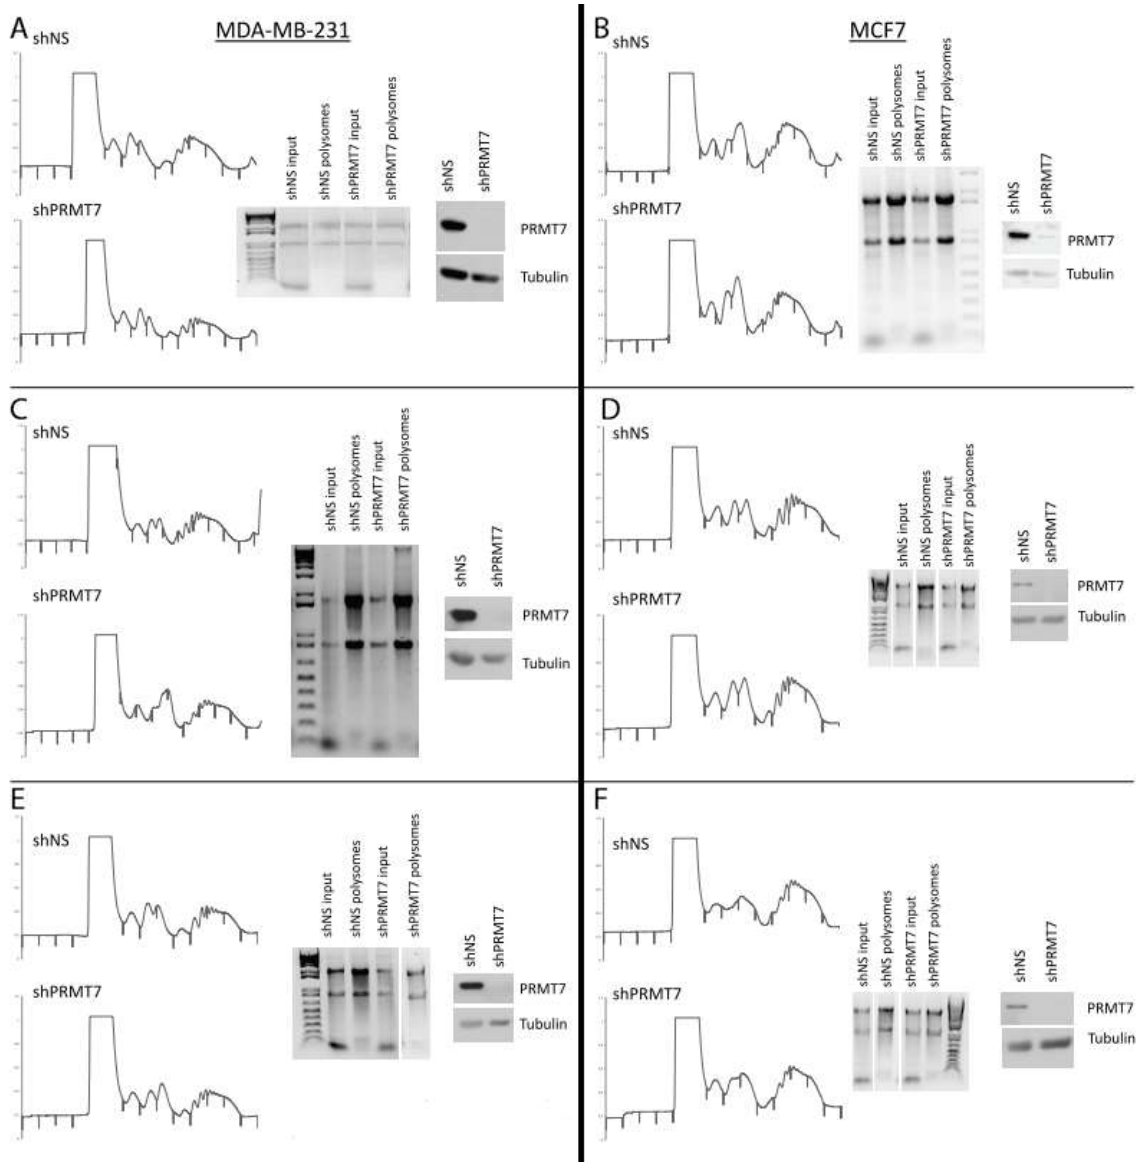 A
MDA-MB-231
shNS
shNS input
shNS polysomes
shPRMT7 input
shPRMT7 polysomes
shNS
shPRMT7
PRMT7
Tubulin
shPRMT7
B
MCF7
shNS
shNS input
shNS polysomes
shPRMT7 input
shPRMT7 polysomes
shNS
shPRMT7
PRMT7
Tubulin
shPRMT7
C
shNS
shNS input
shNS polysomes
shPRMT7 input
shPRMT7 polysomes
shNS
shPRMT7
PRMT7
Tubulin
shPRMT7
D
shNS
shNS input
shNS polysomes
shPRMT7 input
shPRMT7 polysomes
shNS
shPRMT7
PRMT7
Tubulin
shPRMT7
E
shNS
shNS input
shNS polysomes
shPRMT7 input
shPRMT7 polysomes
shNS
shPRMT7
PRMT7
Tubulin
shPRMT7
F
shNS
shNS input
shNS polysomes
shPRMT7 input
shPRMT7 polysomes
shNS
shPRMT7
PRMT7
Tubulin
shPRMT7